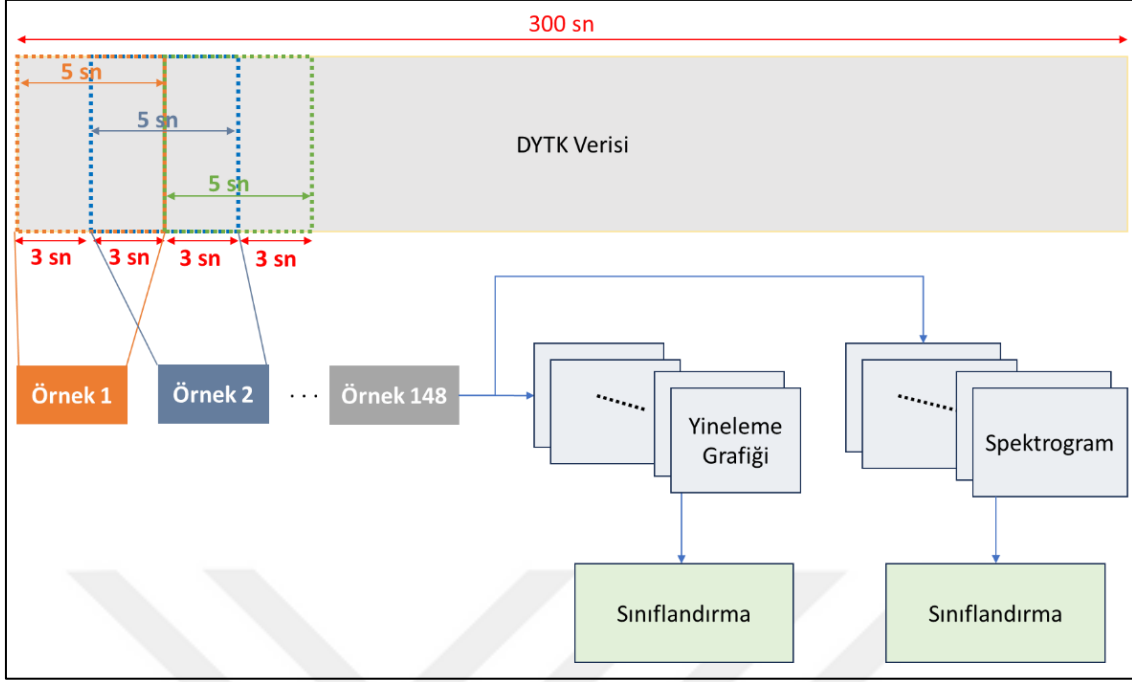 300 sn
5 sn
5 sn
DYTK Verisi
5 sn
3 sn 3 sn 3 sn 3 sn
Örnek 1 Örnek 2 ... Örnek 148
Yineleme
Grafiği
Spektrogram
Sınıflandırma Sınıflandırma